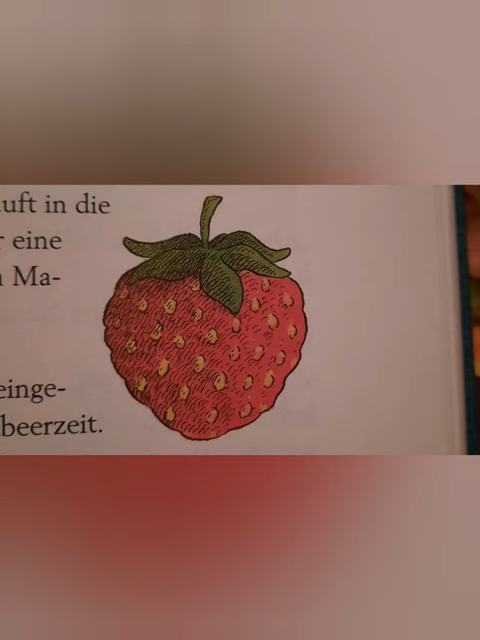 uft in die
r eine
Ma-
einge-
beerzeit.